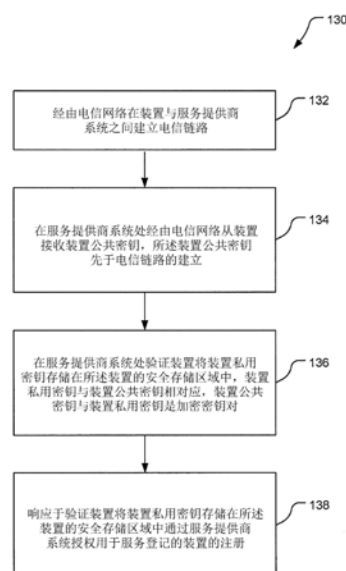 130
经由电信网络在装置与服务提供商
系统之间建立电信链路
132
在服务提供商系统处经由电信网络从装置
接收装置公共密钥，所述装置公共密钥
先于电信链路的建立
134
在服务提供商系统处验证装置将装置私用
密钥存储在所述装置的安全存储区域中，装置
私用密钥与装置公共密钥相对应，装置公共
密钥与装置私用密钥是加密密钥对
136
响应于验证装置将装置私用密钥存储在所述
装置的安全存储区域中通过服务提供商
系统授权用于服务登记的装置的注册
138